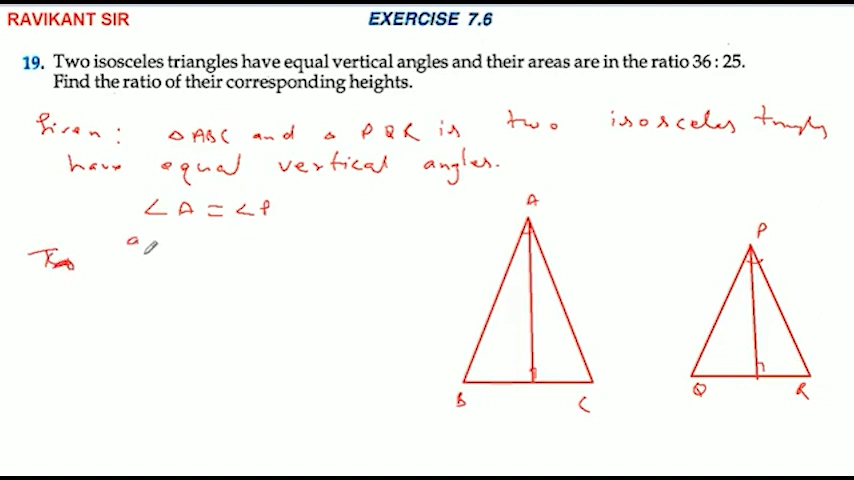 RAVIKANT SIR
EXERCISE 7.6
19. Two isosceles triangles have equal vertical angles and their areas are in the ratio 36 : 25.
Find the ratio of their corresponding heights.
Given : △ ABC and △ PQR is two isosceles
have equal vertical angles.
∠A = ∠P
a
A
P
B
C
Q
R